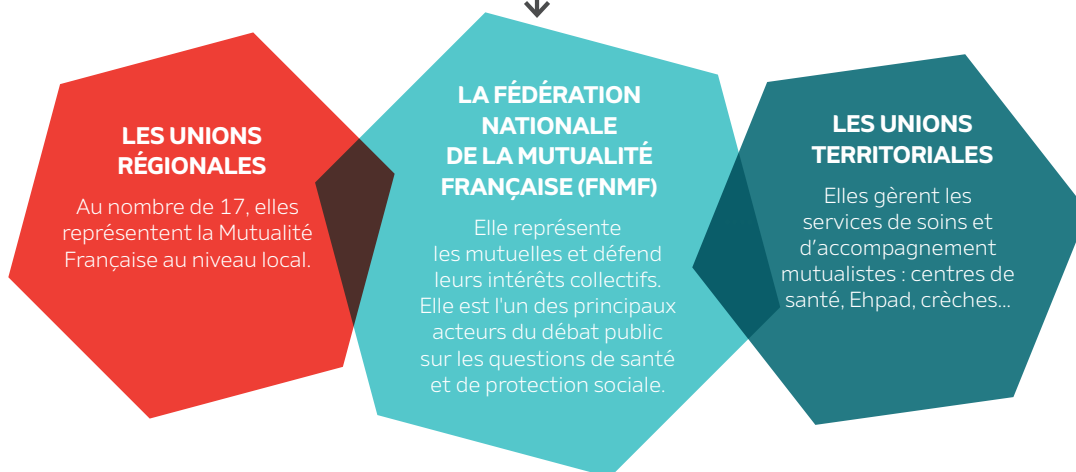 LES UNIONS
RÉGIONALES
Au nombre de 17, elles
représentent la Mutualité
Française au niveau local.
LA FÉDÉRATION
NATIONALE
DE LA MUTUALITÉ
FRANÇAISE (FNMF)
Elle représente
les mutuelles et défend
leurs intérêts collectifs.
Elle est l'un des principaux
acteurs du débat public
sur les questions de santé
et de protection sociale.
LES UNIONS
TERRITORIALES
Elles gèrent les
services de soins et
d’accompagnement
mutualistes : centres de
santé, Ehpad, crèches...